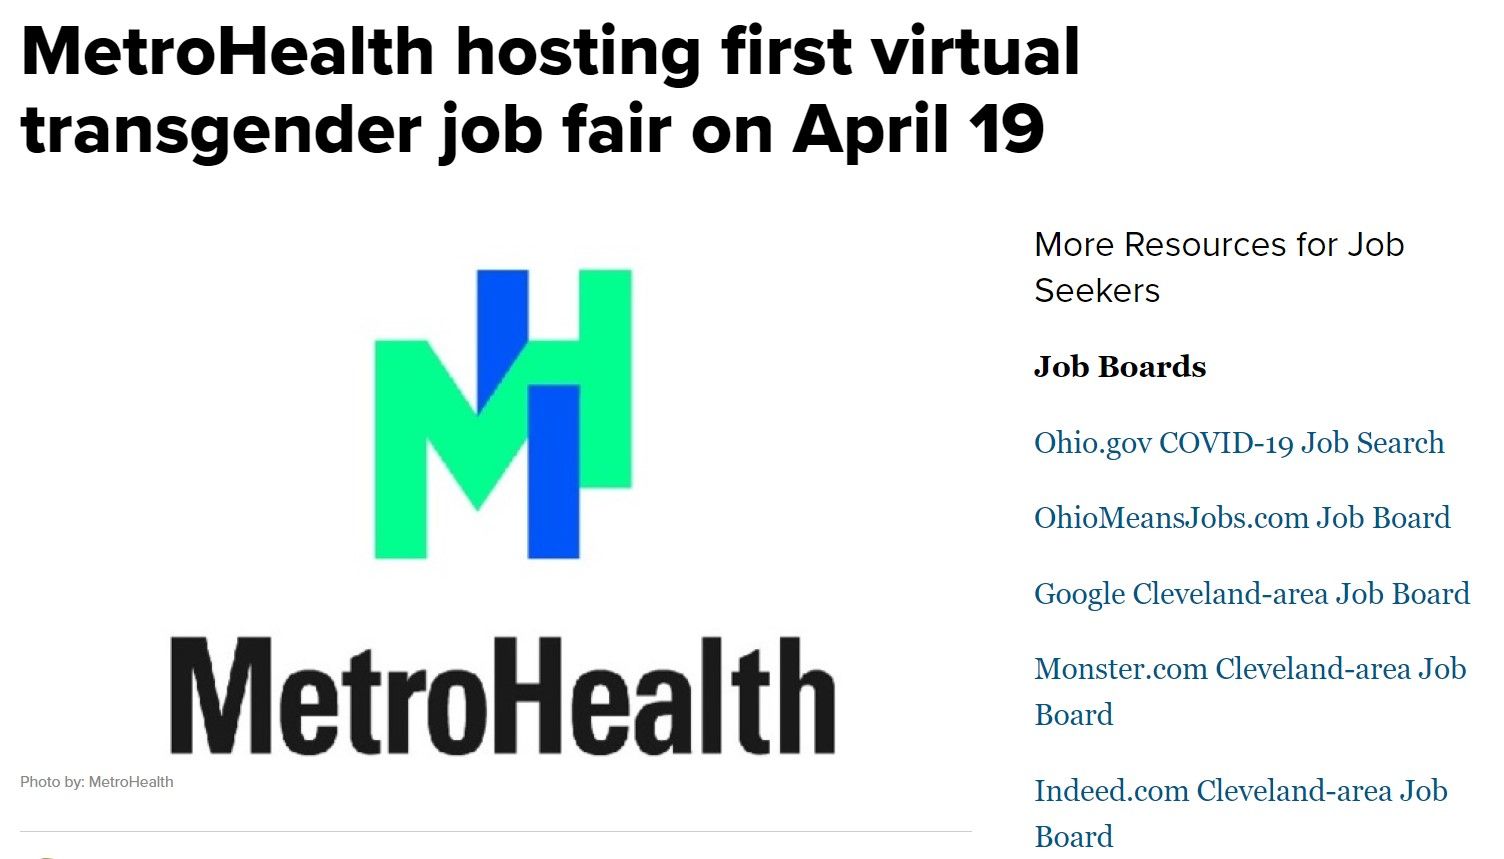 MetroHealth hosting first virtual
transgender job fair on April 19
MH
MetroHealth
Photo by: MetroHealth
More Resources for Job
Seekers
Job Boards
Ohio.gov COVID-19 Job Search
OhioMeansJobs.com Job Board
Google Cleveland-area Job Board
Monster.com Cleveland-area Job
Board
Indeed.com Cleveland-area Job
Board